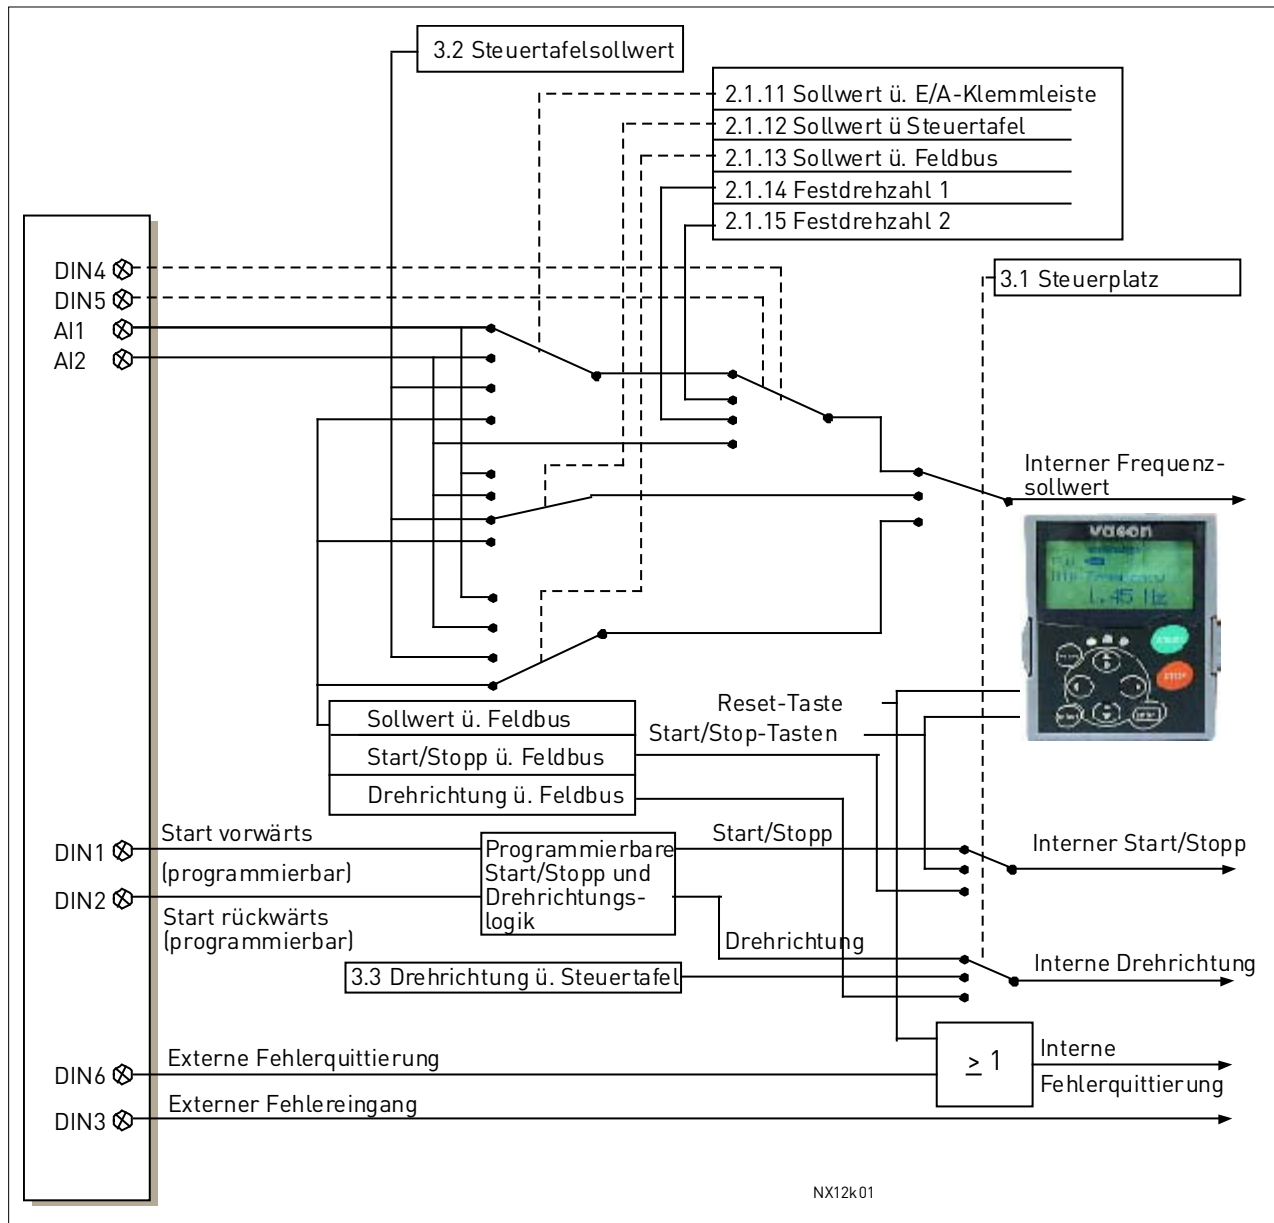 3.2 Steuertafelsollwert
2.1.11 Sollwert ü. E/A-Klemmleiste
2.1.12 Sollwert ü Steuertafel
2.1.13 Sollwert ü. Feldbus
2.1.14 Festdrehzahl 1
2.1.15 Festdrehzahl 2
3.1 Steuerplatz
DIN4
DIN5
AI1
AI2
Interner Frequenz-
sollwert
vacon
1.45 Hz
STOP
Reset-Taste
Start/Stop-Tasten
Sollwert ü. Feldbus
Start/Stopp ü. Feldbus
Drehrichtung ü. Feldbus
DIN1
Start vorwärts
(programmierbar)
DIN2
Start rückwärts
(programmierbar)
Programmierbare
Start/Stopp und
Drehrichtungs-
logik
Start/Stopp
Interner Start/Stopp
Drehrichtung
Interne Drehrichtung
3.3 Drehrichtung ü. Steuertafel
DIN6
Externe Fehlerquittierung
≥ 1
Interne
Fehlerquittierung
DIN3
Externer Fehlereingang
NX12k01